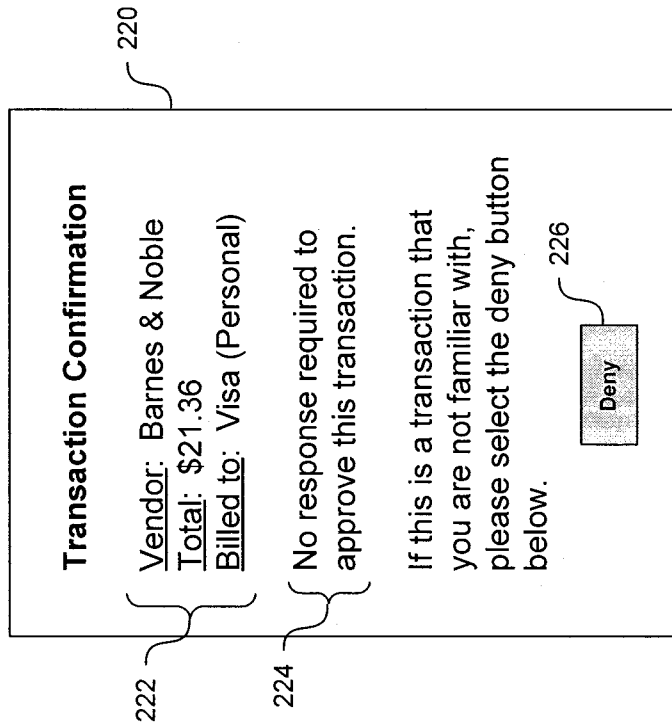 220
Transaction Confirmation
222
Vendor: Barnes & Noble
Total: $21.36
Billed to: Visa (Personal)
224
No response required to
approve this transaction.
If this is a transaction that
you are not familiar with,
please select the deny button
below.
226
Deny